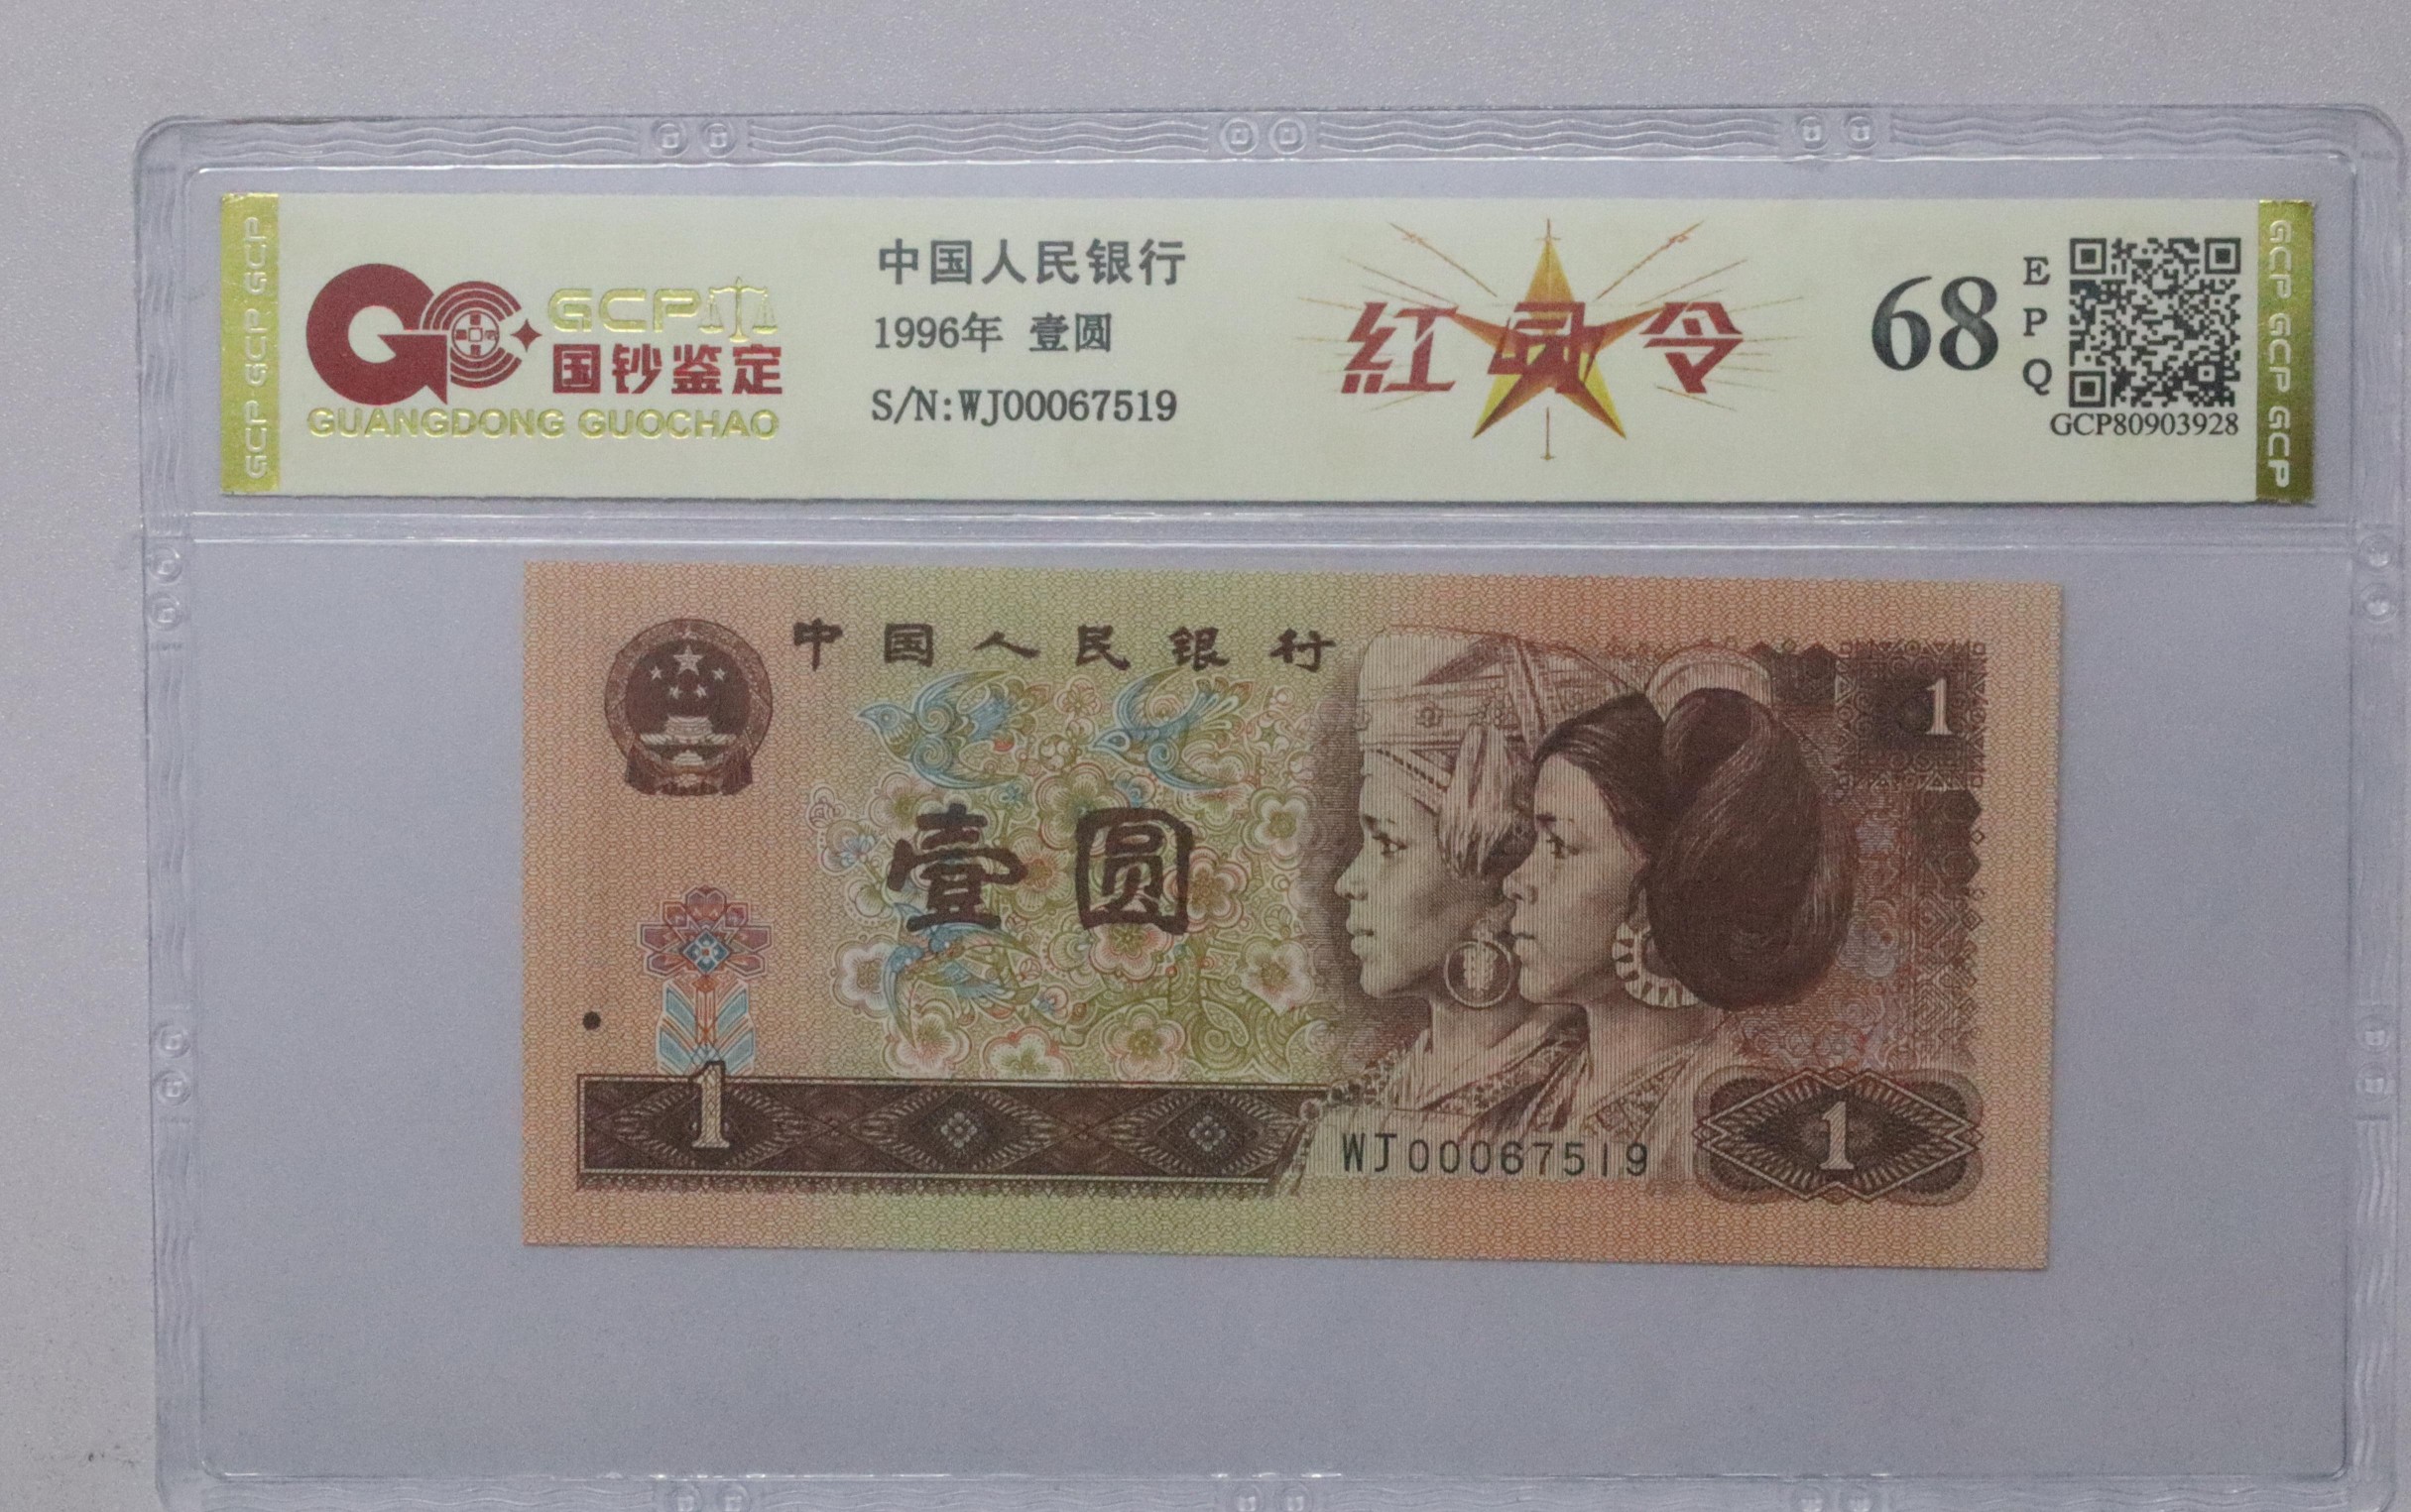 GCP GCP GCP
GCP
国钞鉴定
GUANGDONG GUOCHAO
中国人民银行
1996年 壹圆
S/N:WJ00067519
紅 令
68
E
P
Q
GCP80903928
GCP GCP GCP
中国人民银行
1
壹圆
1
WJ00067519
1